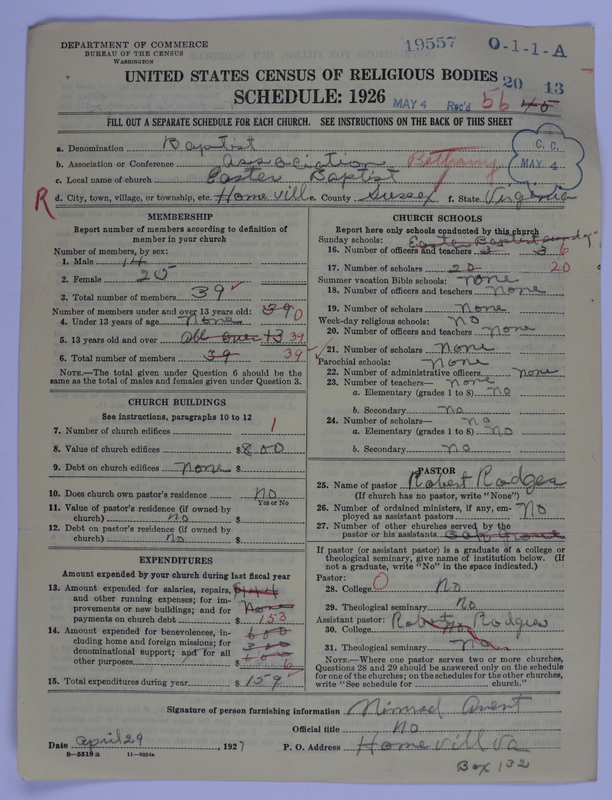 DEPARTMENT OF COMMERCE
BUREAU OF THE CENSUS
WASHINGTON
19557 0-1-1-A
UNITED STATES CENSUS OF RELIGIOUS BODIES 20 13
SCHEDULE: 1926 MAY 4 Rec'd 56 45
FILL OUT A SEPARATE SCHEDULE FOR EACH CHURCH. SEE INSTRUCTIONS ON THE BACK OF THIS SHEET
C. C. MAY 4
a. Denomination Baptist
b. Association or Conference association Bethany
c. Local name of church Easter Baptist
R d. City, town, village, or township, etc. Homeville e. County Sussex f. State Virginia
MEMBERSHIP
Report number of members according to definition of
member in your church
Number of members, by sex:
1. Male 14
2. Female 25
3. Total number of members 39
Number of members under and over 13 years old: 39 0
4. Under 13 years of age None
5. 13 years old and over all over 13 39
6. Total number of members 39 39
NOTE.—The total given under Question 6 should be
same as the total of males and females given under Question 3.
CHURCH BUILDINGS
See instructions, paragraphs 10 to 12
7. Number of church edifices 1
8. Value of church edifices $ 800
9. Debt on church edifices None $
10. Does church own pastor's residence No
Yes or No
11. Value of pastor's residence (if owned by
church) no $
12. Debt on pastor's residence (if owned by
church) no $
EXPENDITURES
Amount expended by your church during last fiscal year
13. Amount expended for salaries, repairs,
and other running expenses; for im-
provements or new buildings; and for
payments on church debt $ 153
14. Amount expended for benevolences, 600
including home and foreign missions; for
denominational support; and for all
other purposes $ 6
15. Total expenditures during year $ 159
CHURCH SCHOOLS
Report here only schools conducted by this church
Sunday schools: Easter Baptist
16. Number of officers and teachers 3 3 6
17. Number of scholars 20 20
Summer vacation Bible schools: none
18. Number of officers and teachers none
19. Number of scholars None
Week-day religious schools: no
20. Number of officers and teachers none
21. Number of scholars None
Parochial schools: None
22. Number of administrative officers none
23. Number of teachers— none
a. Elementary (grades 1 to 8) no
b. Secondary no
24. Number of scholars— no
a. Elementary (grades 1 to 8) no
b. Secondary no
PASTOR
25. Name of pastor Robert Rodges
(If church has no pastor, write "None")
26. Number of ordained ministers, if any, em-
ployed as assistant pastors No
27. Number of other churches served by the
pastor or his assistants
If pastor (or assistant pastor) is a graduate of a college or
theological seminary, give name of institution below. (If
not a graduate, write "No" in the space indicated.)
Pastor:
28. College 0 No
29. Theological seminary No
Assistant pastor: Robert Rodges
30. College no
31. Theological seminary no
NOTE.—Where one pastor serves two or more churches,
Questions 28 and 29 should be answered only on the schedule
for one of the churches; on the schedules for the other churches,
write "See schedule for church."
Signature of person furnishing information Nimrod Avent
Official title no
Date april 29, 1927 P. O. Address Homevill va
8-5518a 11-9054a
Box 132